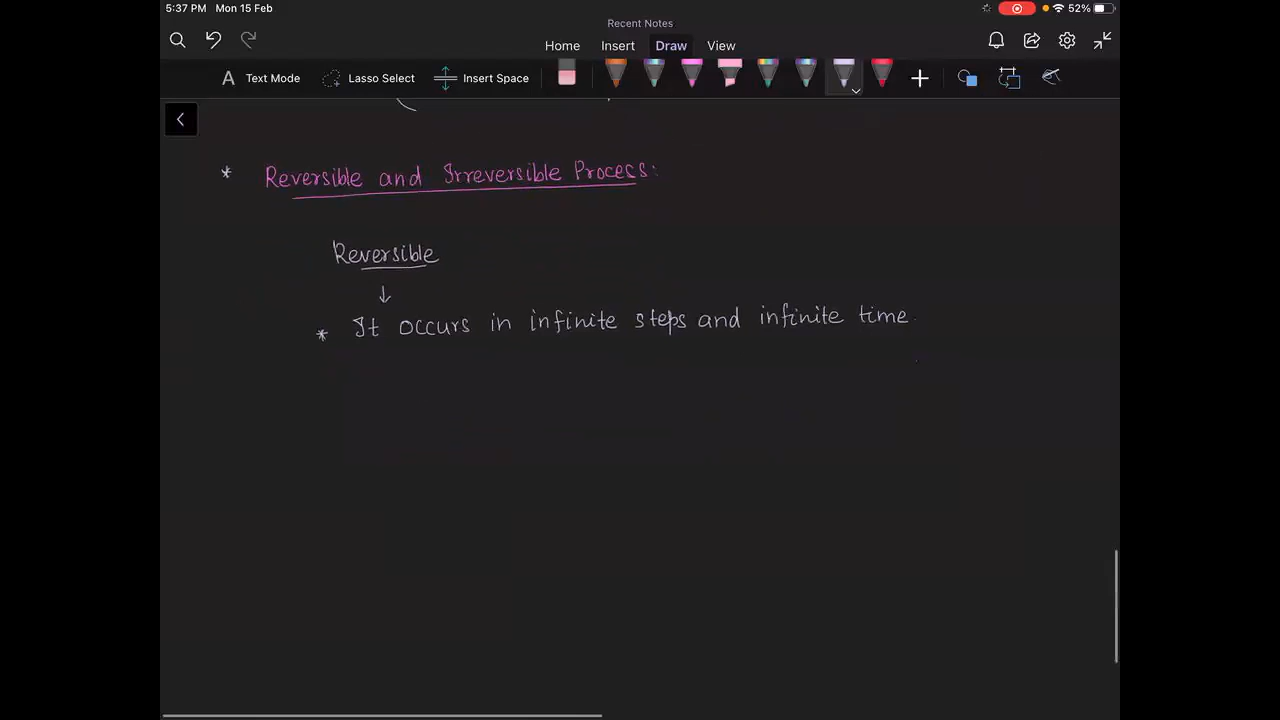 5:37 PM Mon 15 Feb
52%
Recent Notes
Home Insert Draw View
A Text Mode Lasso Select Insert Space
* Reversible and Irreversible Process:
Reversible
↓
* It occurs in infinite steps and infinite time.